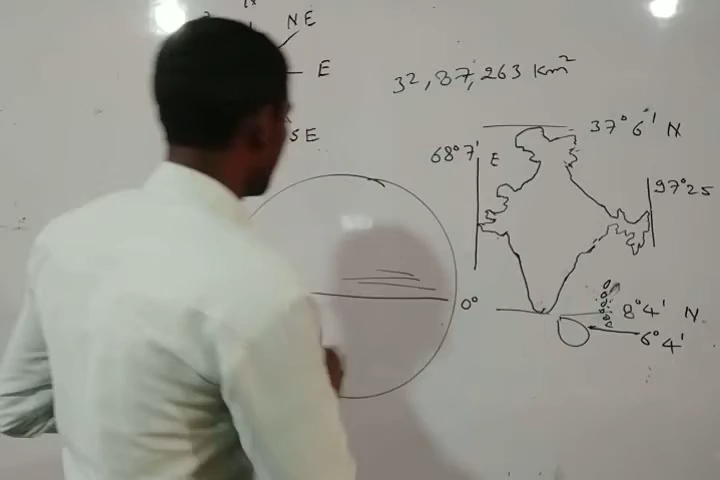 NE
E
SE
32,87,263 km²
37°6' N
68°7' E
97°25
0°
8°4' N
6°4'